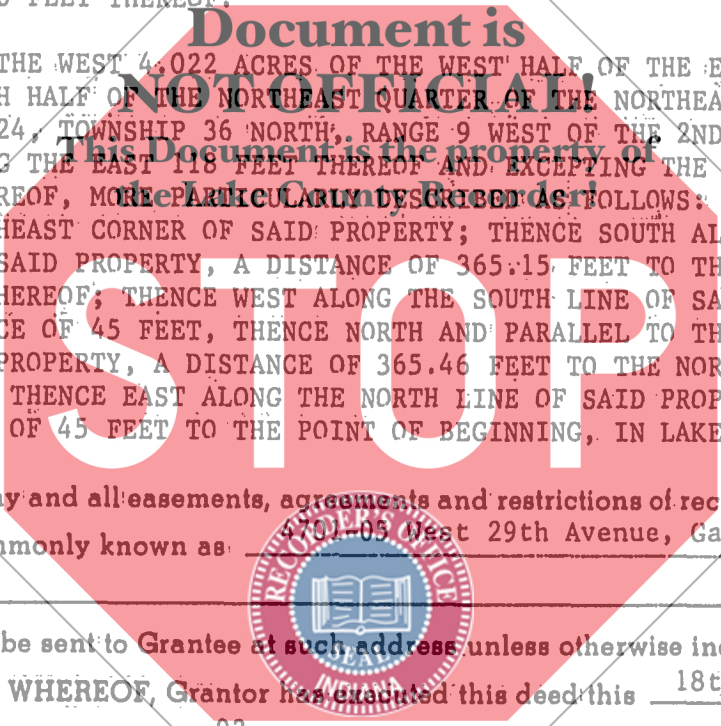 FEET THEREOF.
Document is
THE WEST 4.022 ACRES OF THE WEST HALF OF THE E
NOT OFFICIAL!
H HALF OF THE NORTHEAST QUARTER OF THE NORTHEA
24, TOWNSHIP 36 NORTH, RANGE 9 WEST OF THE 2ND
This Document is the property of
G THE EAST 118 FEET THEREOF AND EXCEPTING THE
the Lake County Recorder!
REOF, MORE PARTICULARLY DESCRIBED AS FOLLOWS:
HEAST CORNER OF SAID PROPERTY; THENCE SOUTH AL
SAID PROPERTY, A DISTANCE OF 365.15 FEET TO TH
HEREOF; THENCE WEST ALONG THE SOUTH LINE OF SA
CE OF 45 FEET, THENCE NORTH AND PARALLEL TO TH
PROPERTY, A DISTANCE OF 365.46 FEET TO THE NOR
THENCE EAST ALONG THE NORTH LINE OF SAID PROP
OF 45 FEET TO THE POINT OF BEGINNING, IN LAKE
STOP
ny and all easements, agreements and restrictions of rec
mmonly known as 4701-05 West 29th Avenue, Ga
RECORDER'S OFFICE
SEAL
INDIANA
be sent to Grantee at such address unless otherwise ind
WHEREOF, Grantor has executed this deed this 18t